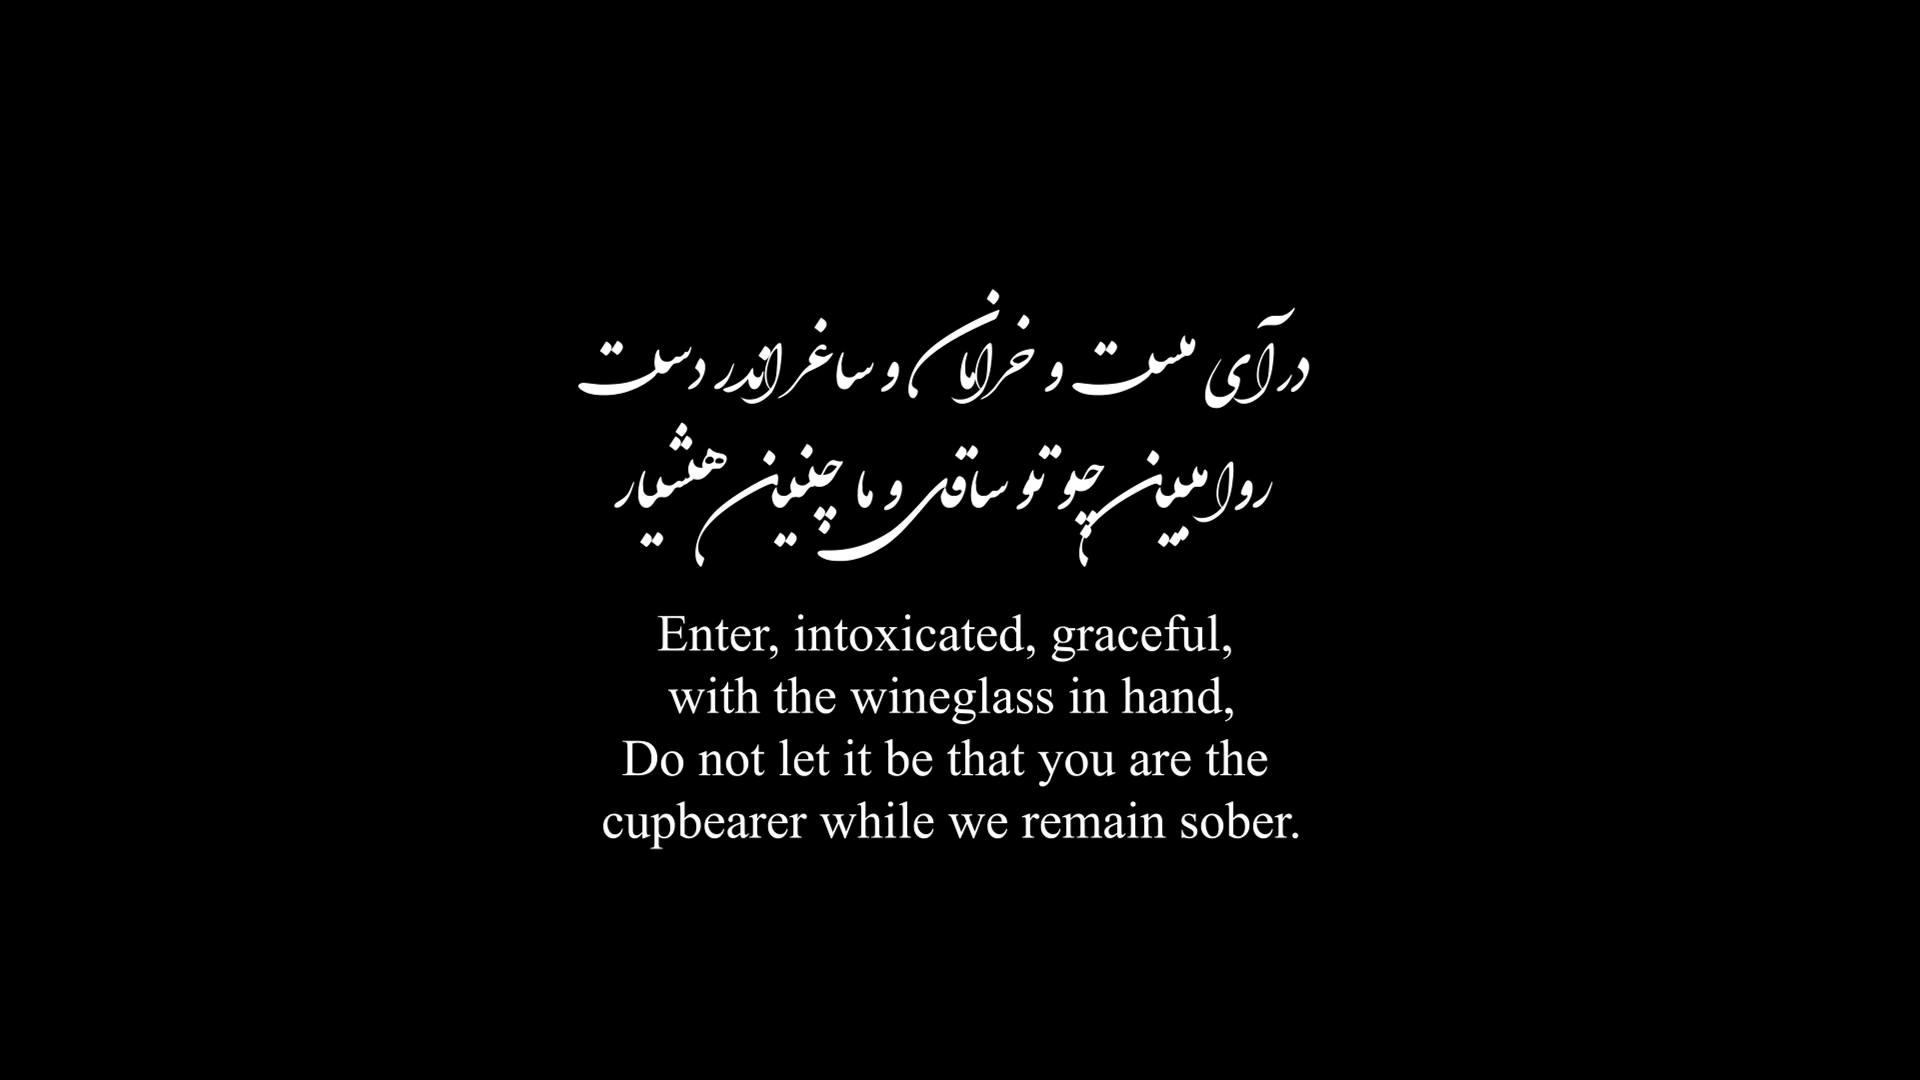 درآی مست و خرامان و ساغر اندر دست
روا مبین چو تو ساقی و ما چنین هشیار
Enter, intoxicated, graceful,
with the wineglass in hand,
Do not let it be that you are the
cupbearer while we remain sober.